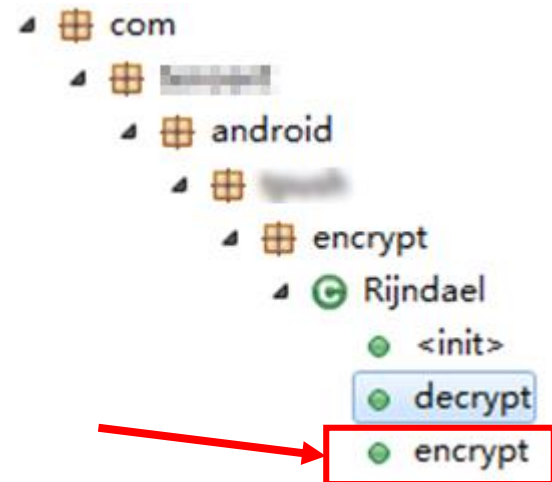 com
android
encrypt
Rijndael
<init>
decrypt
encrypt